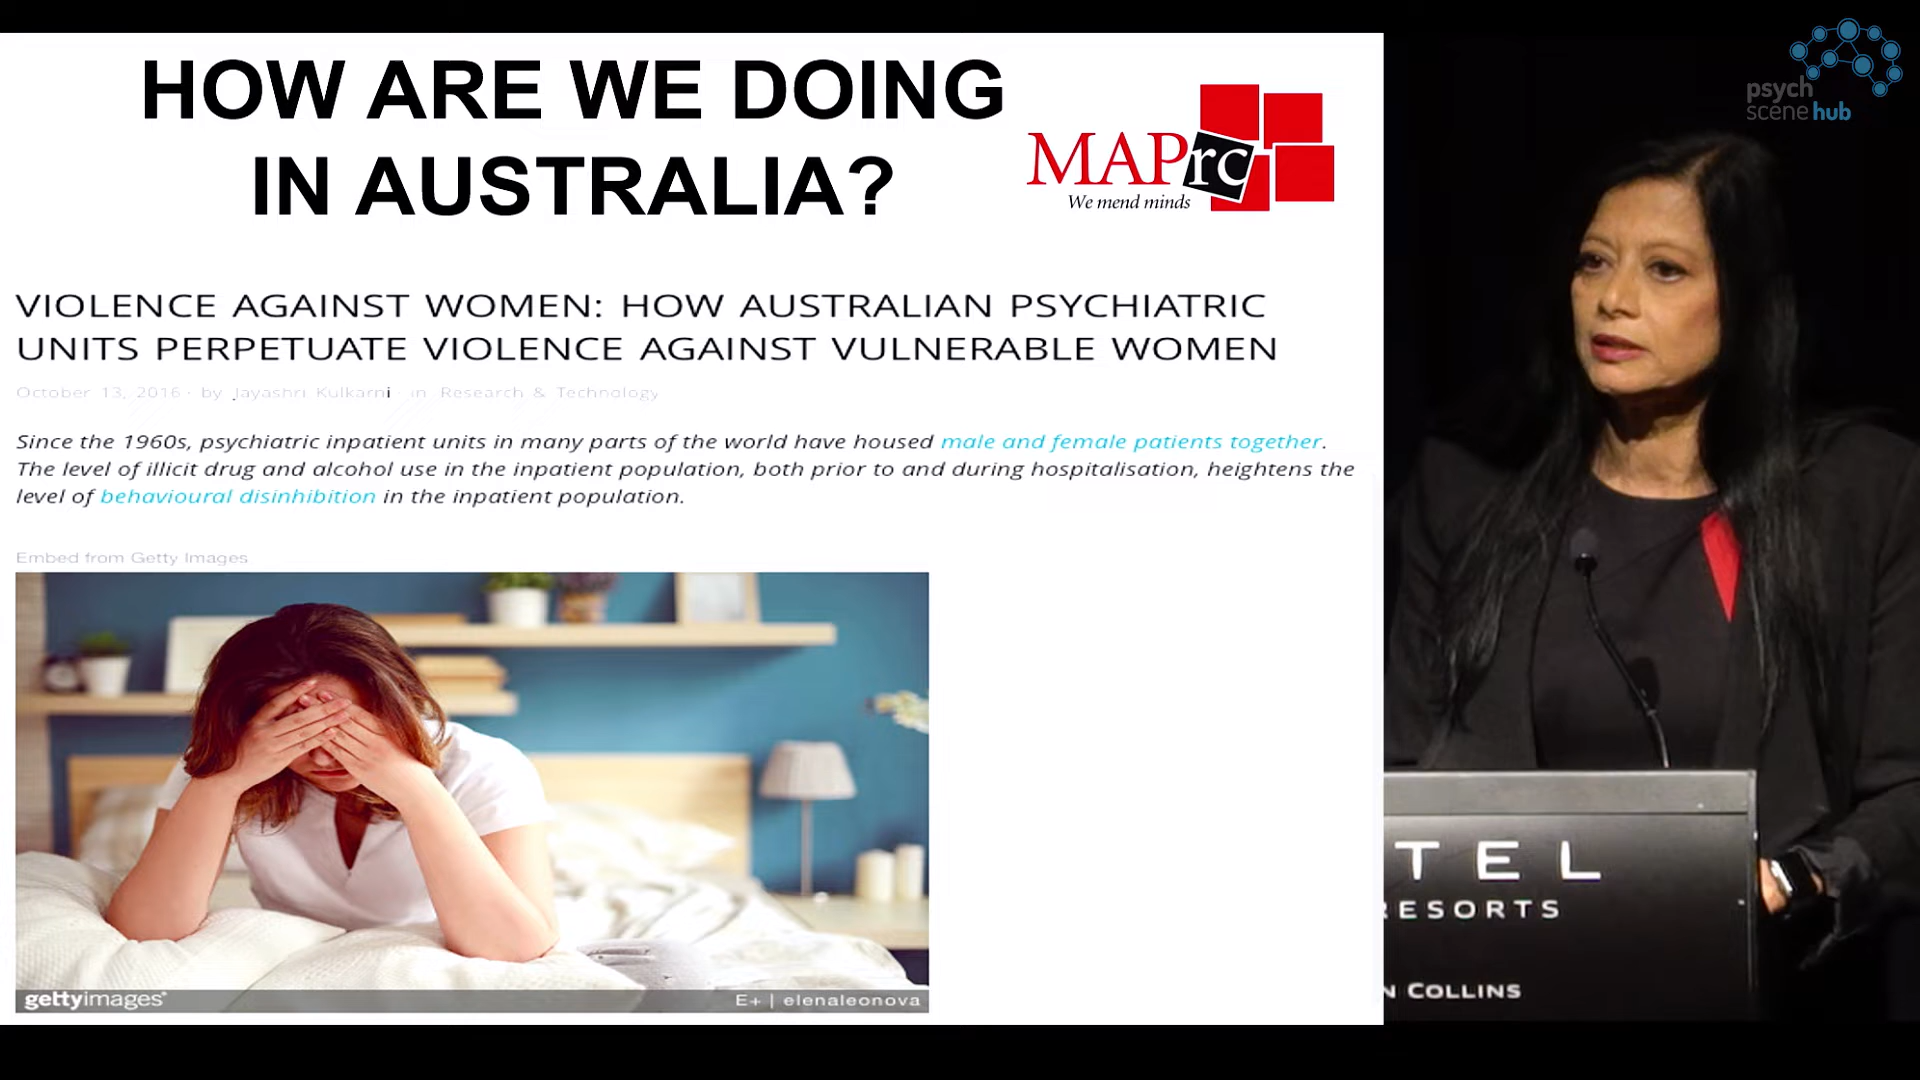 HOW ARE WE DOING
IN AUSTRALIA?
MAPrc
We mend minds
psych
scene hub
VIOLENCE AGAINST WOMEN: HOW AUSTRALIAN PSYCHIATRIC
UNITS PERPETUATE VIOLENCE AGAINST VULNERABLE WOMEN
October 13, 2016 · by Jayashri Kulkarni · in Research & Technology
Since the 1960s, psychiatric inpatient units in many parts of the world have housed male and female patients together.
The level of illicit drug and alcohol use in the inpatient population, both prior to and during hospitalisation, heightens the
level of behavioural disinhibition in the inpatient population.
Embed from Getty Images
gettyimages®
E+ | elenaleonova
TEL
RESORTS
N COLLINS